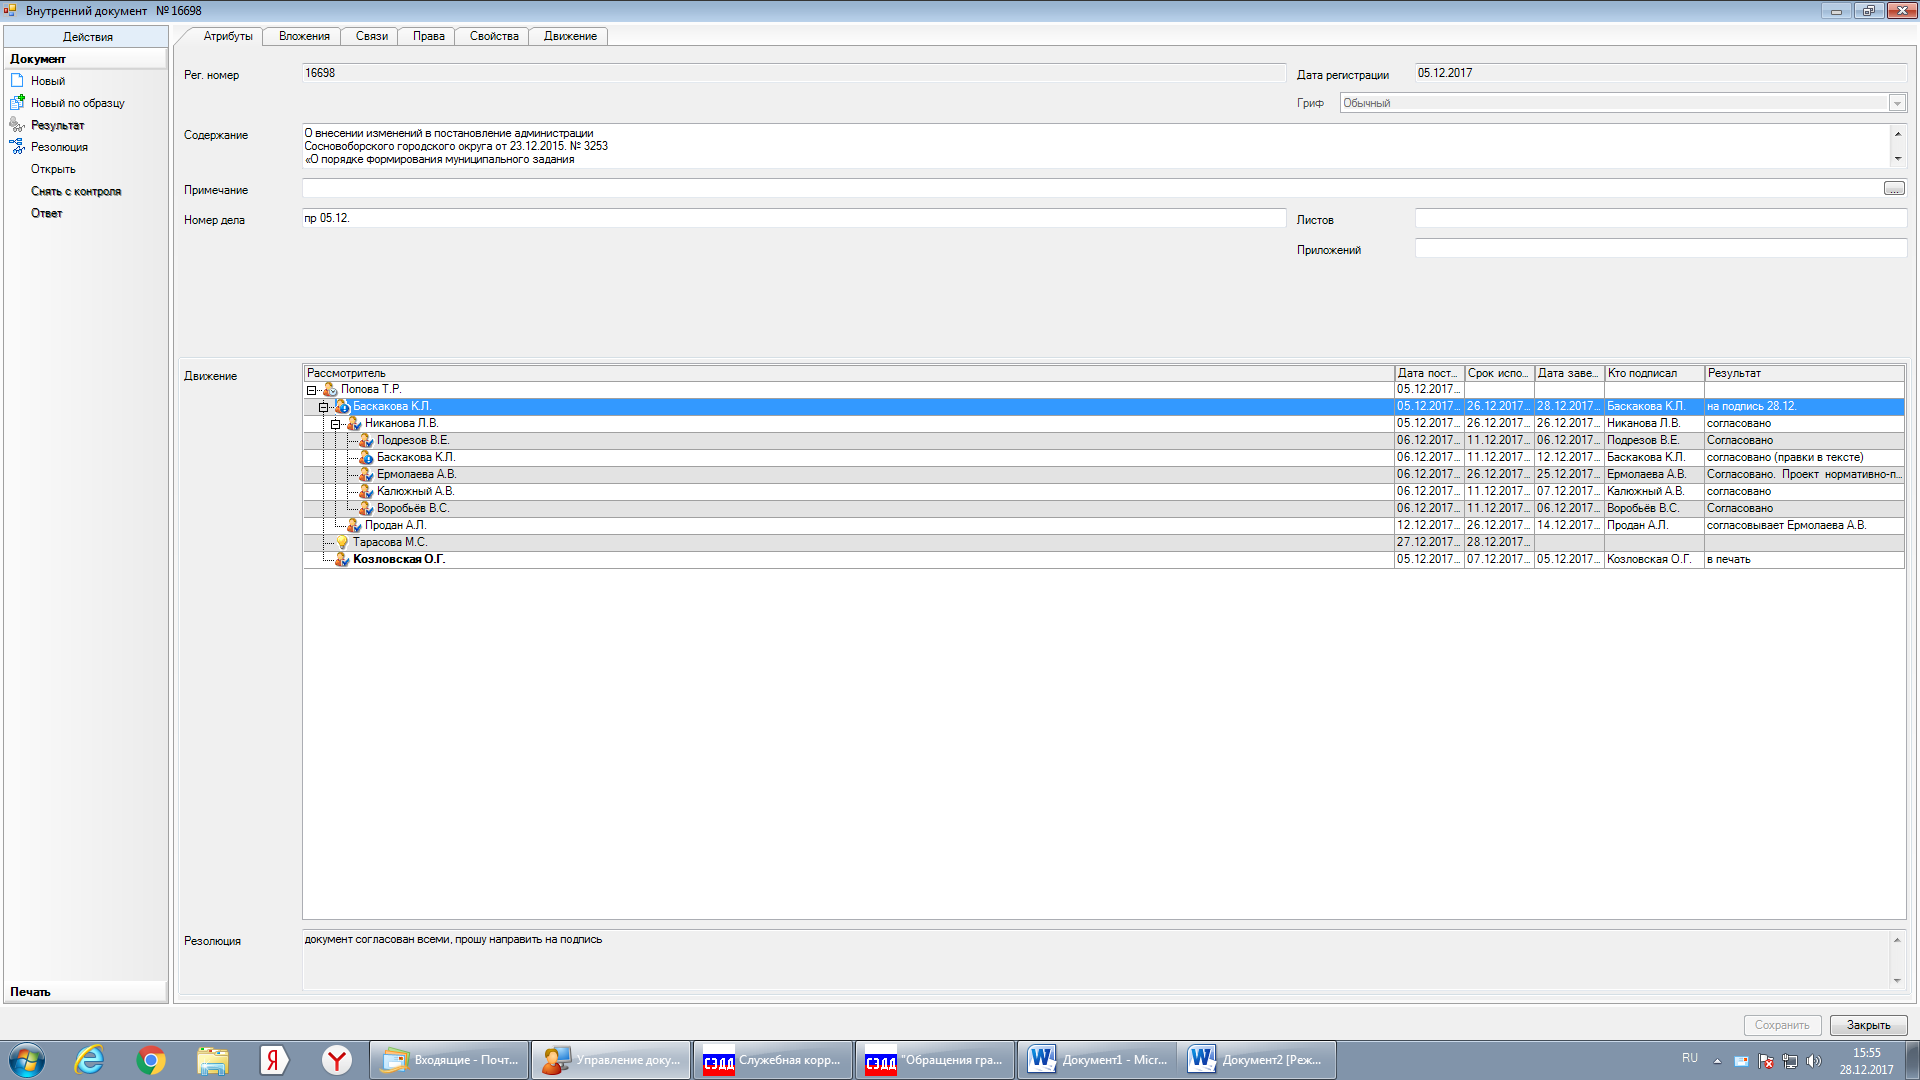 Внутренний документ № 16698
Действия
Документ
Новый
Новый по образцу
Результат
Резолюция
Открыть
Снять с контроля
Ответ
Печать
Атрибуты Вложения Связи Права Свойства Движение
Рег. номер 16698 Дата регистрации 05.12.2017
Гриф Обычный
Содержание О внесении изменений в постановление администрации
Сосновоборского городского округа от 23.12.2015. № 3253
«О порядке формирования муниципального задания
Примечание ...
Номер дела пр 05.12. Листов
Приложений
Движение
Рассмотритель Дата пост... Срок испо... Дата заве... Кто подписал Результат
Попова Т.Р. 05.12.2017...
Баскакова К.Л. 05.12.2017... 26.12.2017... 28.12.2017... Баскакова К.Л. на подпись 28.12.
Никанова Л.В. 05.12.2017... 26.12.2017... 26.12.2017... Никанова Л.В. согласовано
Подрезов В.Е. 06.12.2017... 11.12.2017... 06.12.2017... Подрезов В.Е. Согласовано
Баскакова К.Л. 06.12.2017... 11.12.2017... 12.12.2017... Баскакова К.Л. согласовано (правки в тексте)
Ермолаева А.В. 06.12.2017... 26.12.2017... 25.12.2017... Ермолаева А.В. Согласовано. Проект нормативно-п...
Калюжный А.В. 06.12.2017... 11.12.2017... 07.12.2017... Калюжный А.В. согласовано
Воробьёв В.С. 06.12.2017... 11.12.2017... 06.12.2017... Воробьёв В.С. Согласовано
Продан А.Л. 12.12.2017... 26.12.2017... 14.12.2017... Продан А.Л. согласовывает Ермолаева А.В.
Тарасова М.С. 27.12.2017... 28.12.2017...
Козловская О.Г. 05.12.2017... 07.12.2017... 05.12.2017... Козловская О.Г. в печать
Резолюция документ согласован всеми, прошу направить на подпись
Сохранить Закрыть
Входящие - Почт... Управление доку... СЭДД Служебная корр... СЭДД "Обращения гра... Документ1 - Micr... Документ2 [Реж... RU 15:55
28.12.2017